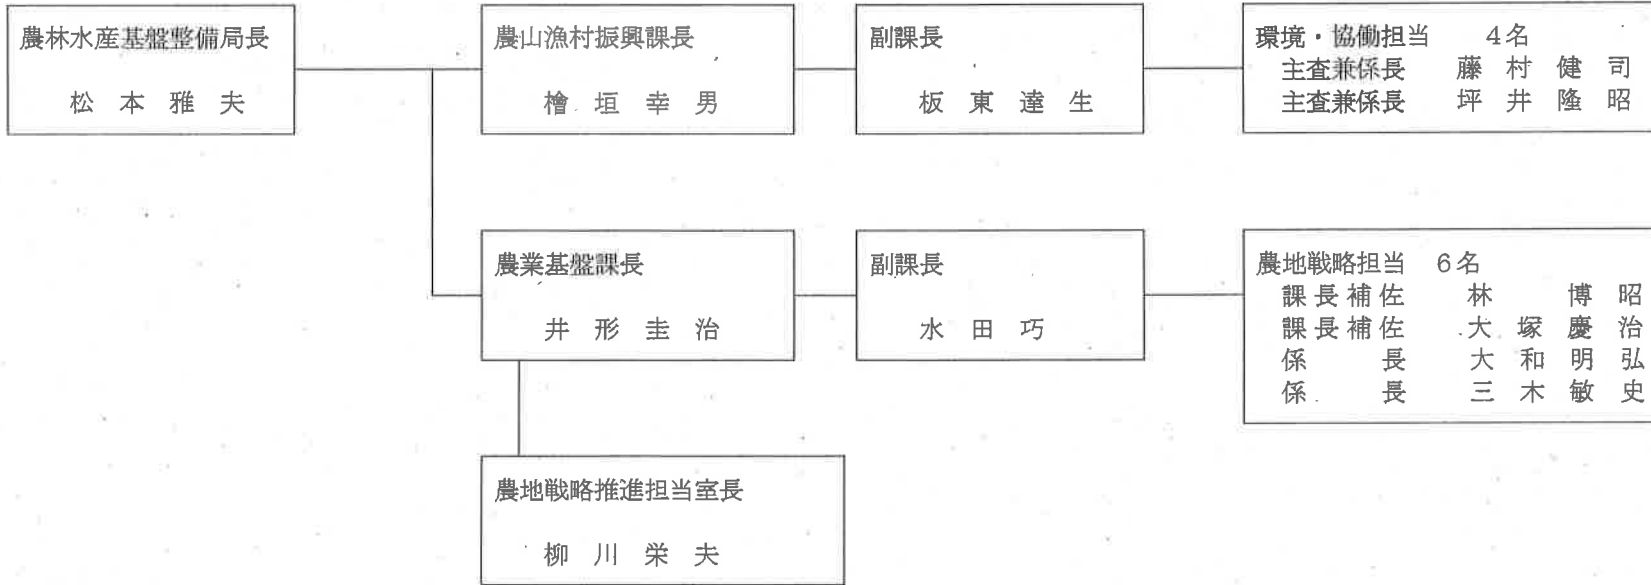 農林水産基盤整備局長
松本雅夫
農山漁村振興課長
檜垣幸男
副課長
板東達生
環境・協働担当 4名
主査兼係長 藤村健司
主査兼係長 坪井隆昭
農業基盤課長
井形圭治
副課長
水田巧
農地戦略担当 6名
課長補佐 林 博昭
課長補佐 大塚慶治
係 長 大和明弘
係 長 三木敏史
農地戦略推進担当室長
柳川栄夫